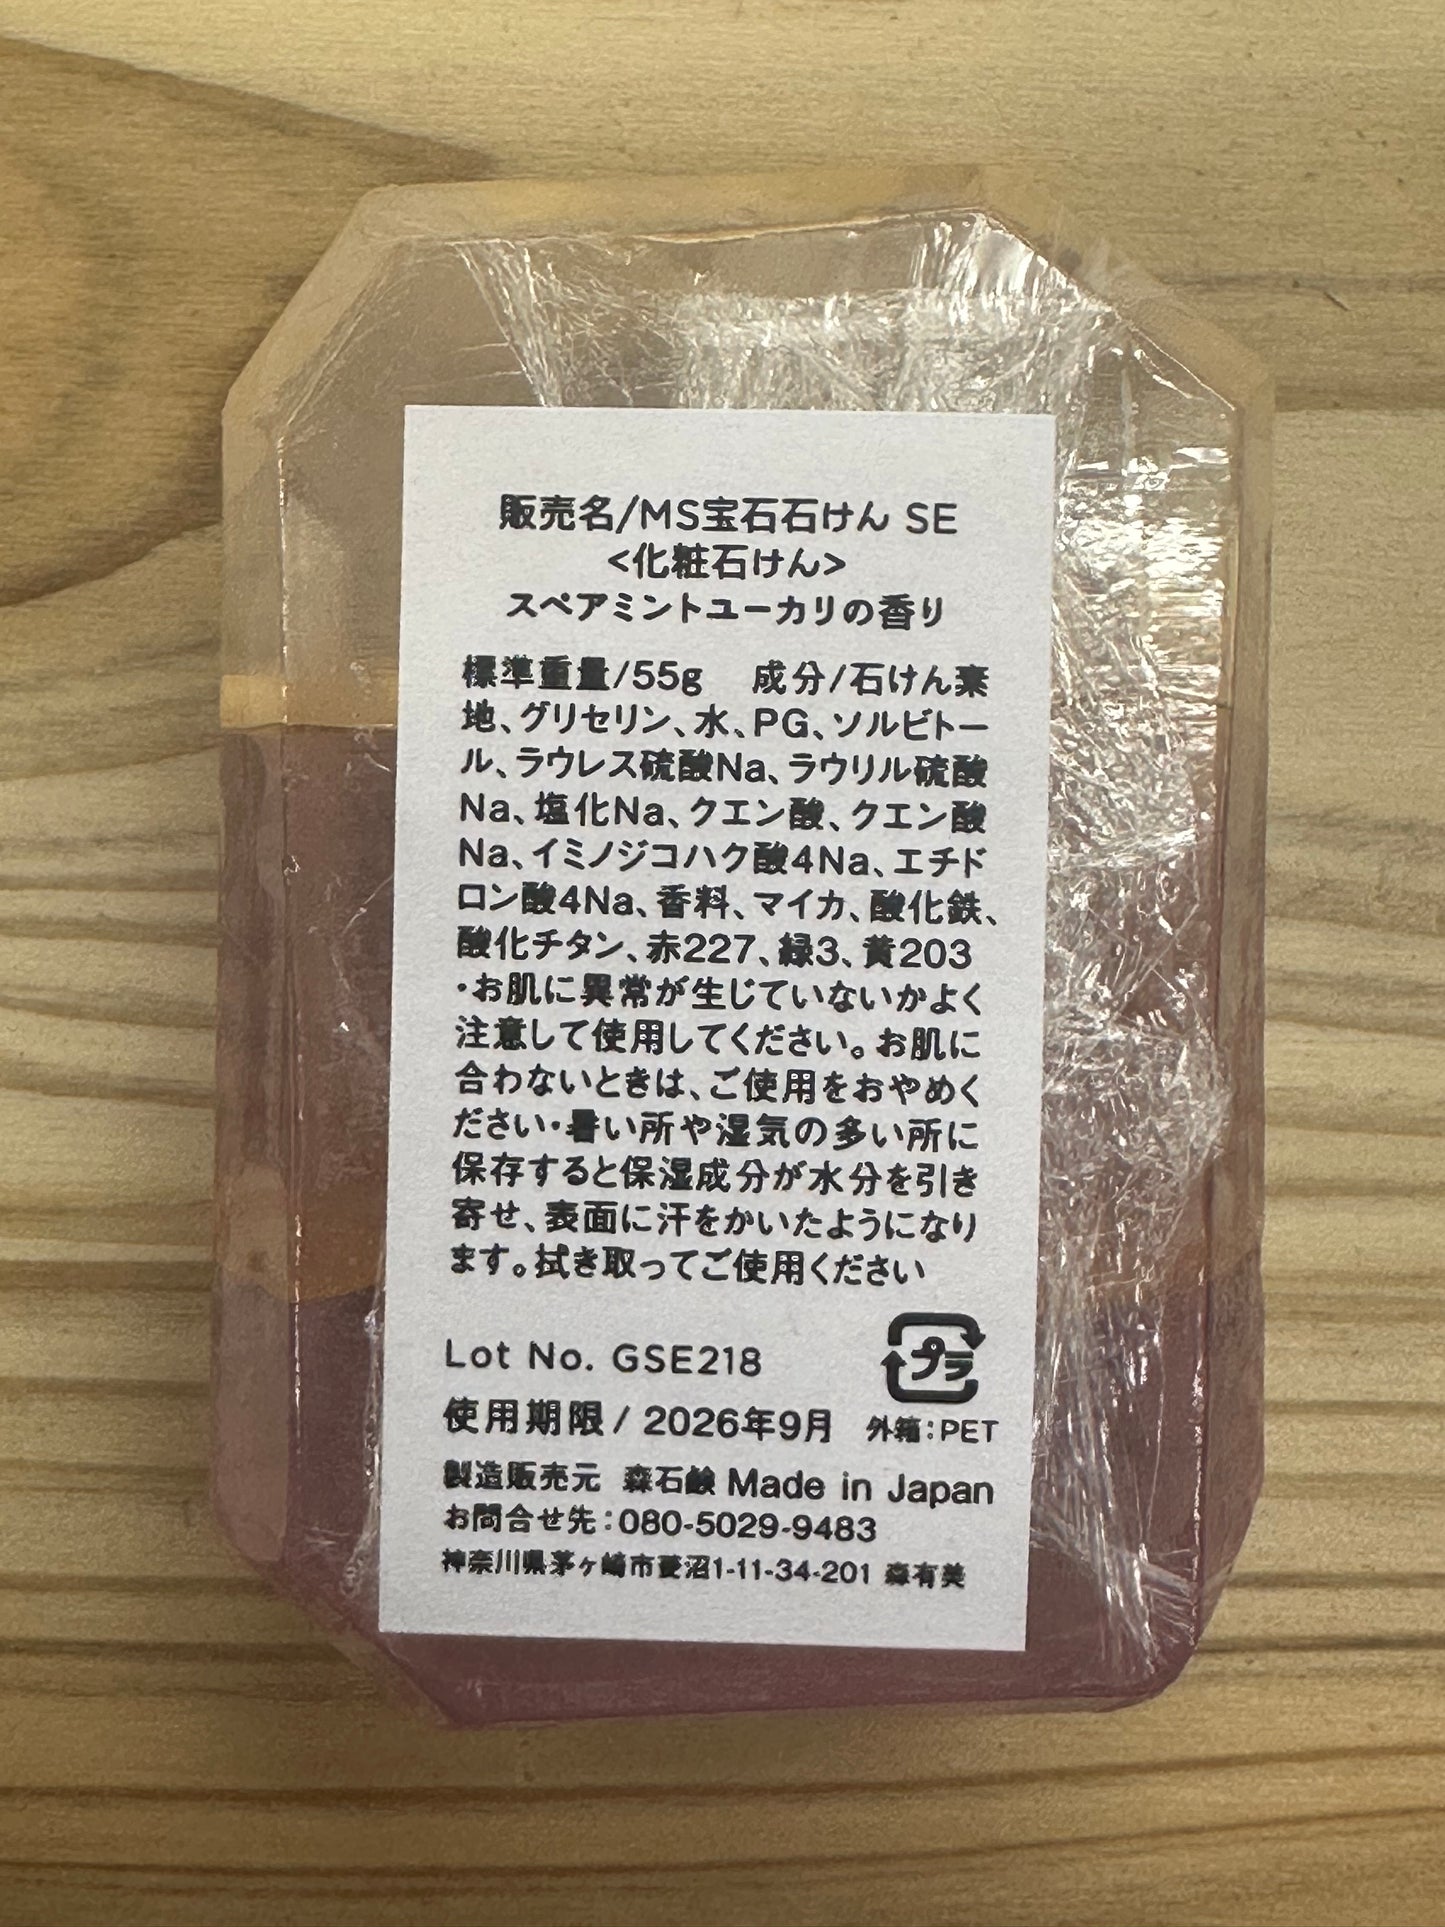 販売名/MS宝石石けん SE
<化粧石けん>
スペアミントユーカリの香り
標準重量/55g 成分/石けん素
地、グリセリン、水、PG、ソルビトー
ル、ラウレス硫酸Na、ラウリル硫酸
Na、塩化Na、クエン酸、クエン酸
Na、イミノジコハク酸4Na、エチド
ロン酸4Na、香料、マイカ、酸化鉄、
酸化チタン、赤227、緑3、黄203
・お肌に異常が生じていないかよく
注意して使用してください。お肌に
合わないときは、ご使用をおやめく
ださい・暑い所や湿気の多い所に
保存すると保湿成分が水分を引き
寄せ、表面に汗をかいたようになり
ます。拭き取ってご使用ください
Lot No. GSE218
プラ
使用期限/2026年9月 外箱:PET
製造販売元 森石鹸 Made in Japan
お問合せ先:080-5029-9483
神奈川県茅ヶ崎市菱沼1-11-34-201 森有美